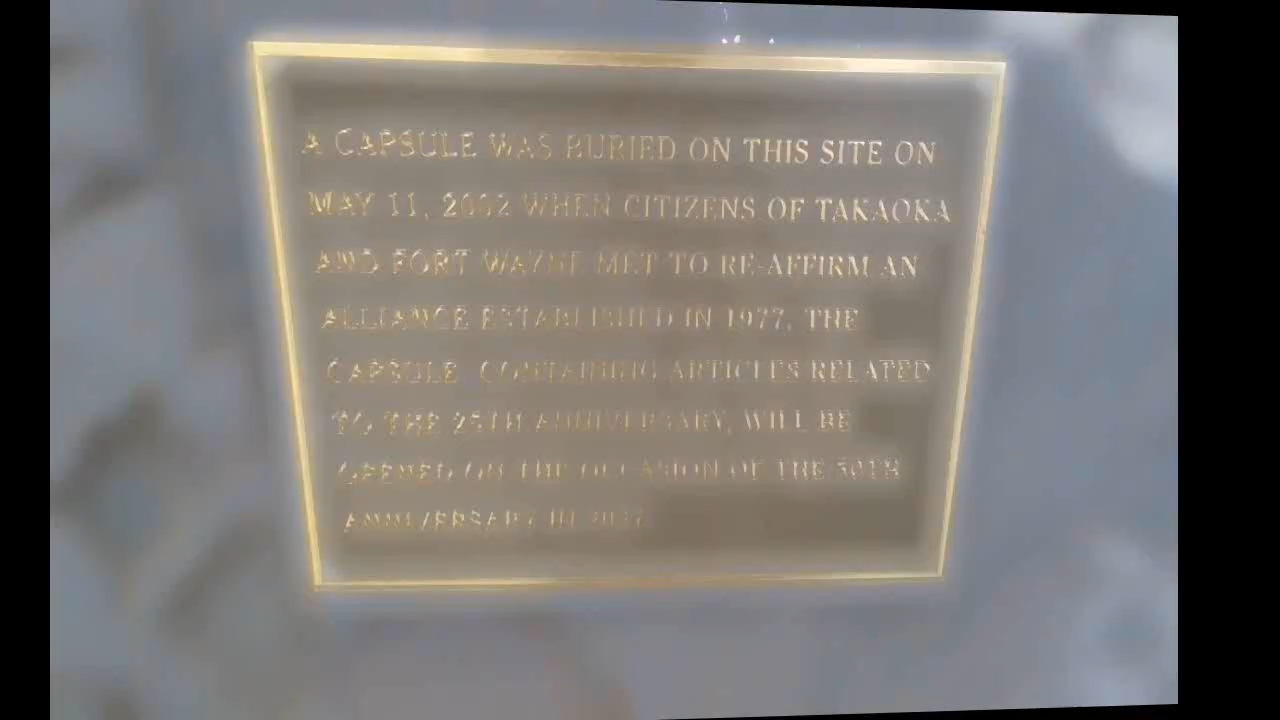 A CAPSULE WAS BURIED ON THIS SITE ON
MAY 11, 2002 WHEN CITIZENS OF TAKAOKA
AND FORT WAYNE MET TO RE-AFFIRM AN
ALLIANCE ESTABLISHED IN 1977. THE
CAPSULE CONTAINING ARTICLES RELATED
TO THE 25TH ANNIVERSARY, WILL BE
OPENED ON THE OCCASION OF THE 50TH
ANNIVERSARY IN 2027